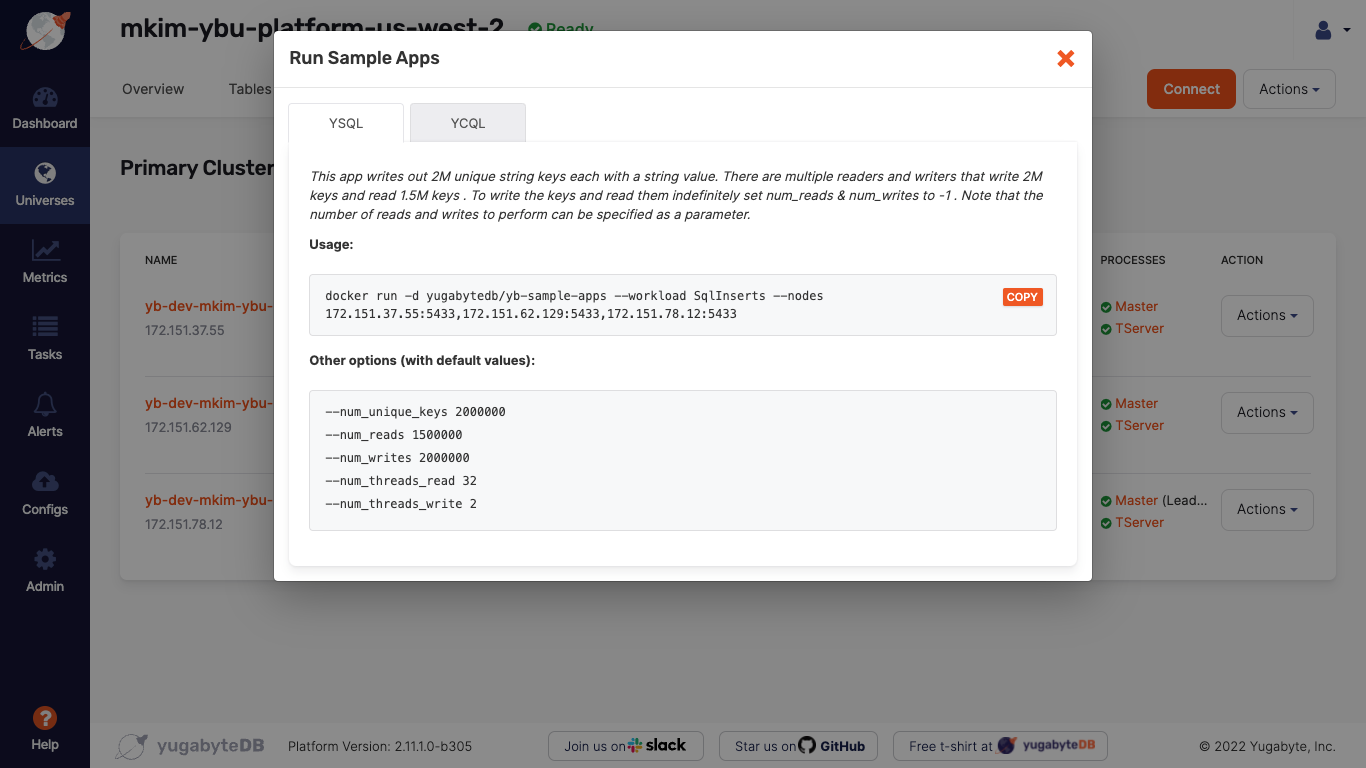 mkim-ybu-platform-us-west-2
Ready
Run Sample Apps
Overview
Tables
Connect
Actions
YSQL
YCQL
Dashboard
Universes
Metrics
Tasks
Alerts
Configs
Admin
Help
Primary Cluster
This app writes out 2M unique string keys each with a string value. There are multiple readers and writers that write 2M
keys and read 1.5M keys . To write the keys and read them indefinitely set num_reads & num_writes to -1 . Note that the
number of reads and writes to perform can be specified as a parameter.
Usage:
docker run -d yugabytedb/yb-sample-apps --workload SqlInserts --nodes
172.151.37.55:5433,172.151.62.129:5433,172.151.78.12:5433
COPY
Other options (with default values):
--num_unique_keys 2000000
--num_reads 1500000
--num_writes 2000000
--num_threads_read 32
--num_threads_write 2
NAME
PROCESSES
ACTION
yb-dev-mkim-ybu-
172.151.37.55
Master
TServer
Actions
yb-dev-mkim-ybu-
172.151.62.129
Master
TServer
Actions
yb-dev-mkim-ybu-
172.151.78.12
Master (Lead...
TServer
Actions
yugabyteDB
Platform Version: 2.11.1.0-b305
Join us on slack
Star us on GitHub
Free t-shirt at yugabyteDB
© 2022 Yugabyte, Inc.